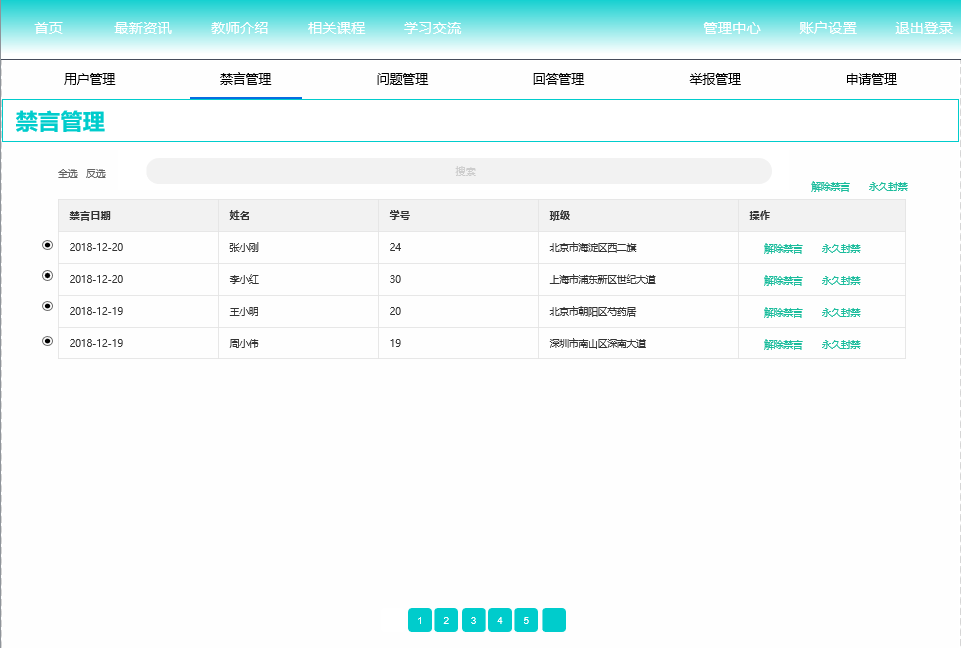 首页 最新资讯 教师介绍 相关课程 学习交流 管理中心 账户设置 退出登录
用户管理 禁言管理 问题管理 回答管理 举报管理 申请管理
禁言管理
全选 反选 搜索
解除禁言 永久封禁
禁言日期 姓名 学号 班级 操作
2018-12-20 张小刚 24 北京市海淀区西二旗 解除禁言 永久封禁
2018-12-20 李小红 30 上海市浦东新区世纪大道 解除禁言 永久封禁
2018-12-19 王小明 20 北京市朝阳区芍药居 解除禁言 永久封禁
2018-12-19 周小伟 19 深圳市南山区深南大道 解除禁言 永久封禁
1 2 3 4 5